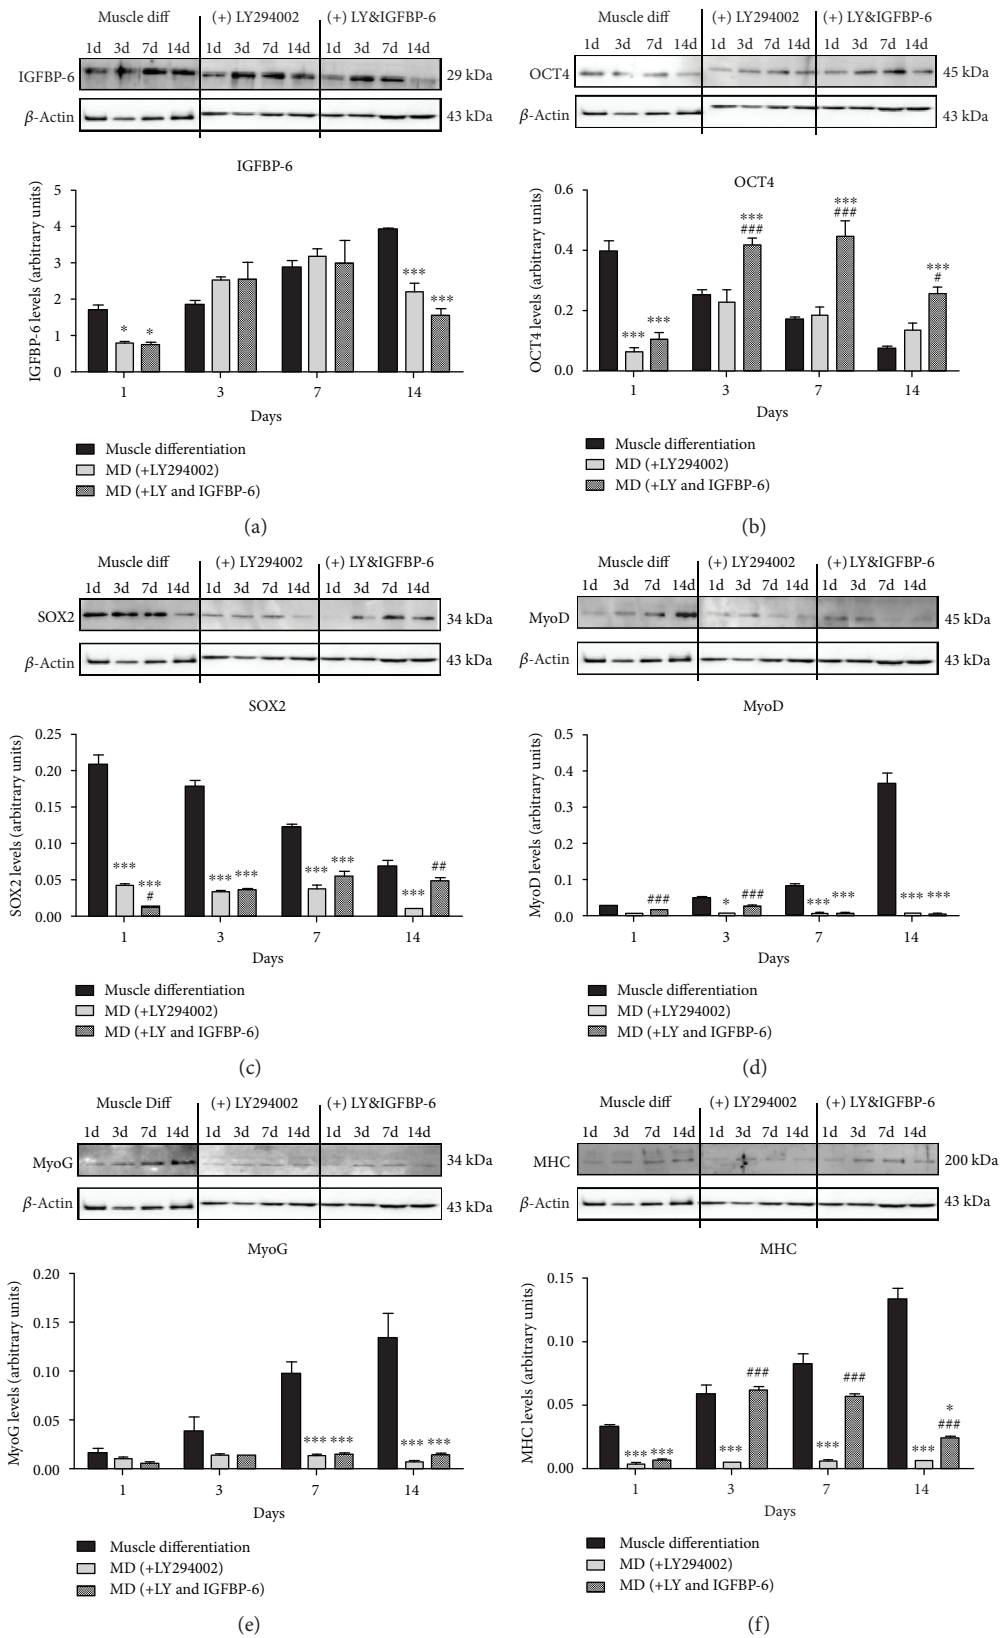 Muscle diff (+) LY294002 (+) LY&IGFBP-6
1d 3d 7d 14d 1d 3d 7d 14d 1d 3d 7d 14d
IGFBP-6 29 kDa
β-Actin 43 kDa
IGFBP-6
IGFBP-6 levels (arbitrary units)
5
4
3
2
1
0
* * *** ***
1 3 7 14
Days
Muscle differentiation
MD (+LY294002)
MD (+LY and IGFBP-6)
(a)
Muscle diff (+) LY294002 (+) LY&IGFBP-6
1d 3d 7d 14d 1d 3d 7d 14d 1d 3d 7d 14d
OCT4 45 kDa
β-Actin 43 kDa
OCT4
OCT4 levels (arbitrary units)
0.6
0.4
0.2
0.0
*** *** *** ### *** ### *** #
1 3 7 14
Days
Muscle differentiation
MD (+LY294002)
MD (+LY and IGFBP-6)
(b)
Muscle diff (+) LY294002 (+) LY&IGFBP-6
1d 3d 7d 14d 1d 3d 7d 14d 1d 3d 7d 14d
SOX2 34 kDa
β-Actin 43 kDa
SOX2
SOX2 levels (arbitrary units)
0.25
0.20
0.15
0.10
0.05
0.00
*** *** # *** *** *** *** *** ##
1 3 7 14
Days
Muscle differentiation
MD (+LY294002)
MD (+LY and IGFBP-6)
(c)
Muscle diff (+) LY294002 (+) LY&IGFBP-6
1d 3d 7d 14d 1d 3d 7d 14d 1d 3d 7d 14d
MyoD 45 kDa
β-Actin 43 kDa
MyoD
MyoD levels (arbitrary units)
0.5
0.4
0.3
0.2
0.1
0.0
### * ### *** *** *** ***
1 3 7 14
Days
Muscle differentiation
MD (+LY294002)
MD (+LY and IGFBP-6)
(d)
Muscle Diff (+) LY294002 (+) LY&IGFBP-6
1d 3d 7d 14d 1d 3d 7d 14d 1d 3d 7d 14d
MyoG 34 kDa
β-Actin 43 kDa
MyoG
MyoG levels (arbitrary units)
0.20
0.15
0.10
0.05
0.00
*** *** *** ***
1 3 7 14
Days
Muscle differentiation
MD (+LY294002)
MD (+LY and IGFBP-6)
(e)
Muscle diff (+) LY294002 (+) LY&IGFBP-6
1d 3d 7d 14d 1d 3d 7d 14d 1d 3d 7d 14d
MHC 200 kDa
β-Actin 43 kDa
MHC
MHC levels (arbitrary units)
0.15
0.10
0.05
0.00
*** *** *** ### *** ### *** * ###
1 3 7 14
Days
Muscle differentiation
MD (+LY294002)
MD (+LY and IGFBP-6)
(f)